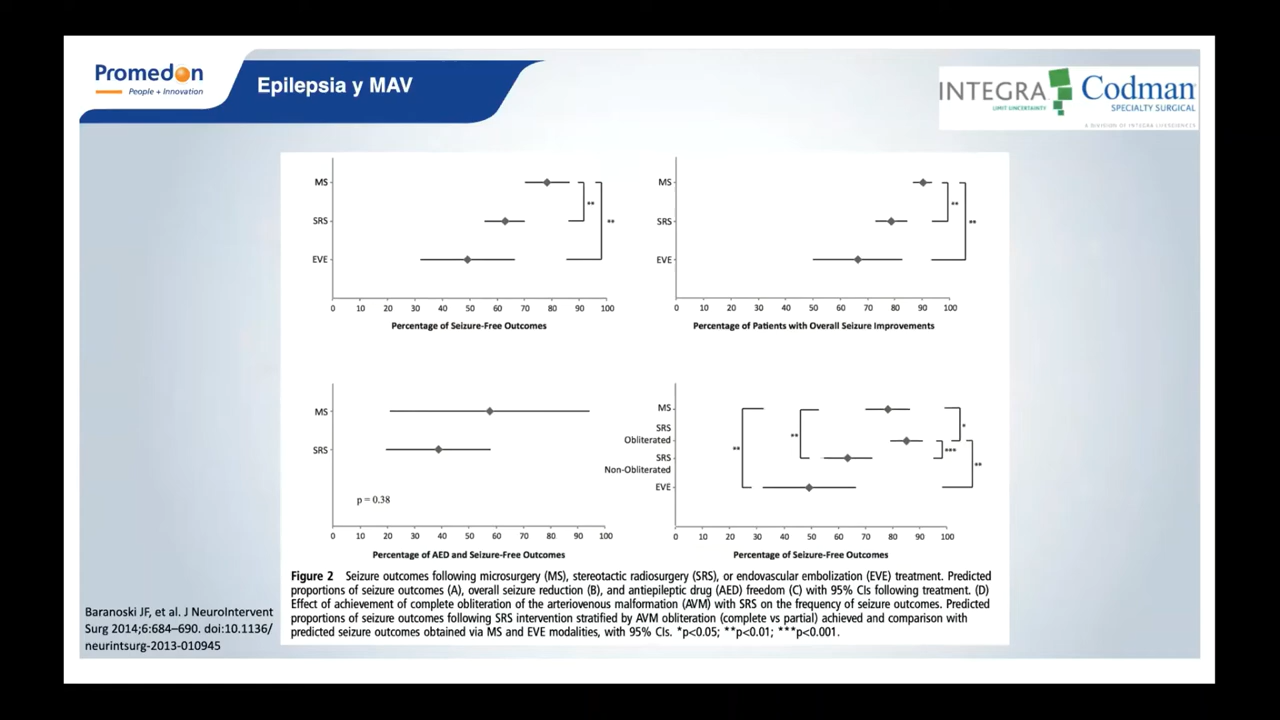 Promedon
People + Innovation
Epilepsia y MAV
INTEGRA
LIMIT UNCERTAINTY
Codman
SPECIALTY SURGICAL
A DIVISION OF INTEGRA LIFESCIENCES
MS
SRS
EVE
**
**
0 10 20 30 40 50 60 70 80 90 100
Percentage of Seizure-Free Outcomes
MS
SRS
EVE
**
**
0 10 20 30 40 50 60 70 80 90 100
Percentage of Patients with Overall Seizure Improvements
MS
SRS
p = 0.38
0 10 20 30 40 50 60 70 80 90 100
Percentage of AED and Seizure-Free Outcomes
MS
SRS
Obliterated
SRS
Non-Obliterated
EVE
**
**
*
***
**
0 10 20 30 40 50 60 70 80 90 100
Percentage of Seizure-Free Outcomes
Figure 2 Seizure outcomes following microsurgery (MS), stereotactic radiosurgery (SRS), or endovascular embolization (EVE) treatment. Predicted
proportions of seizure outcomes (A), overall seizure reduction (B), and antiepileptic drug (AED) freedom (C) with 95% CIs following treatment. (D)
Effect of achievement of complete obliteration of the arteriovenous malformation (AVM) with SRS on the frequency of seizure outcomes. Predicted
proportions of seizure outcomes following SRS intervention stratified by AVM obliteration (complete vs partial) achieved and comparison with
predicted seizure outcomes obtained via MS and EVE modalities, with 95% CIs. *p<0.05; **p<0.01; ***p<0.001.
Baranoski JF, et al. J NeuroIntervent
Surg 2014;6:684–690. doi:10.1136/
neurintsurg-2013-010945